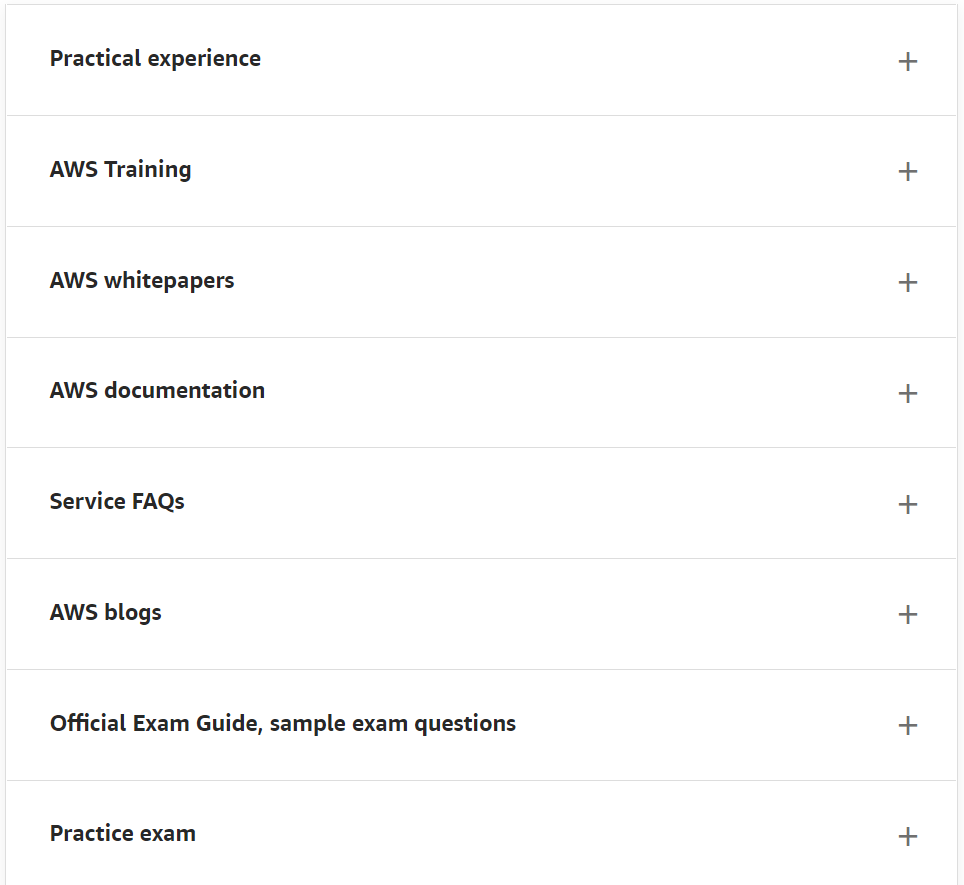 Practical experience
AWS Training
AWS whitepapers
AWS documentation
Service FAQs
AWS blogs
Official Exam Guide, sample exam questions
Practice exam